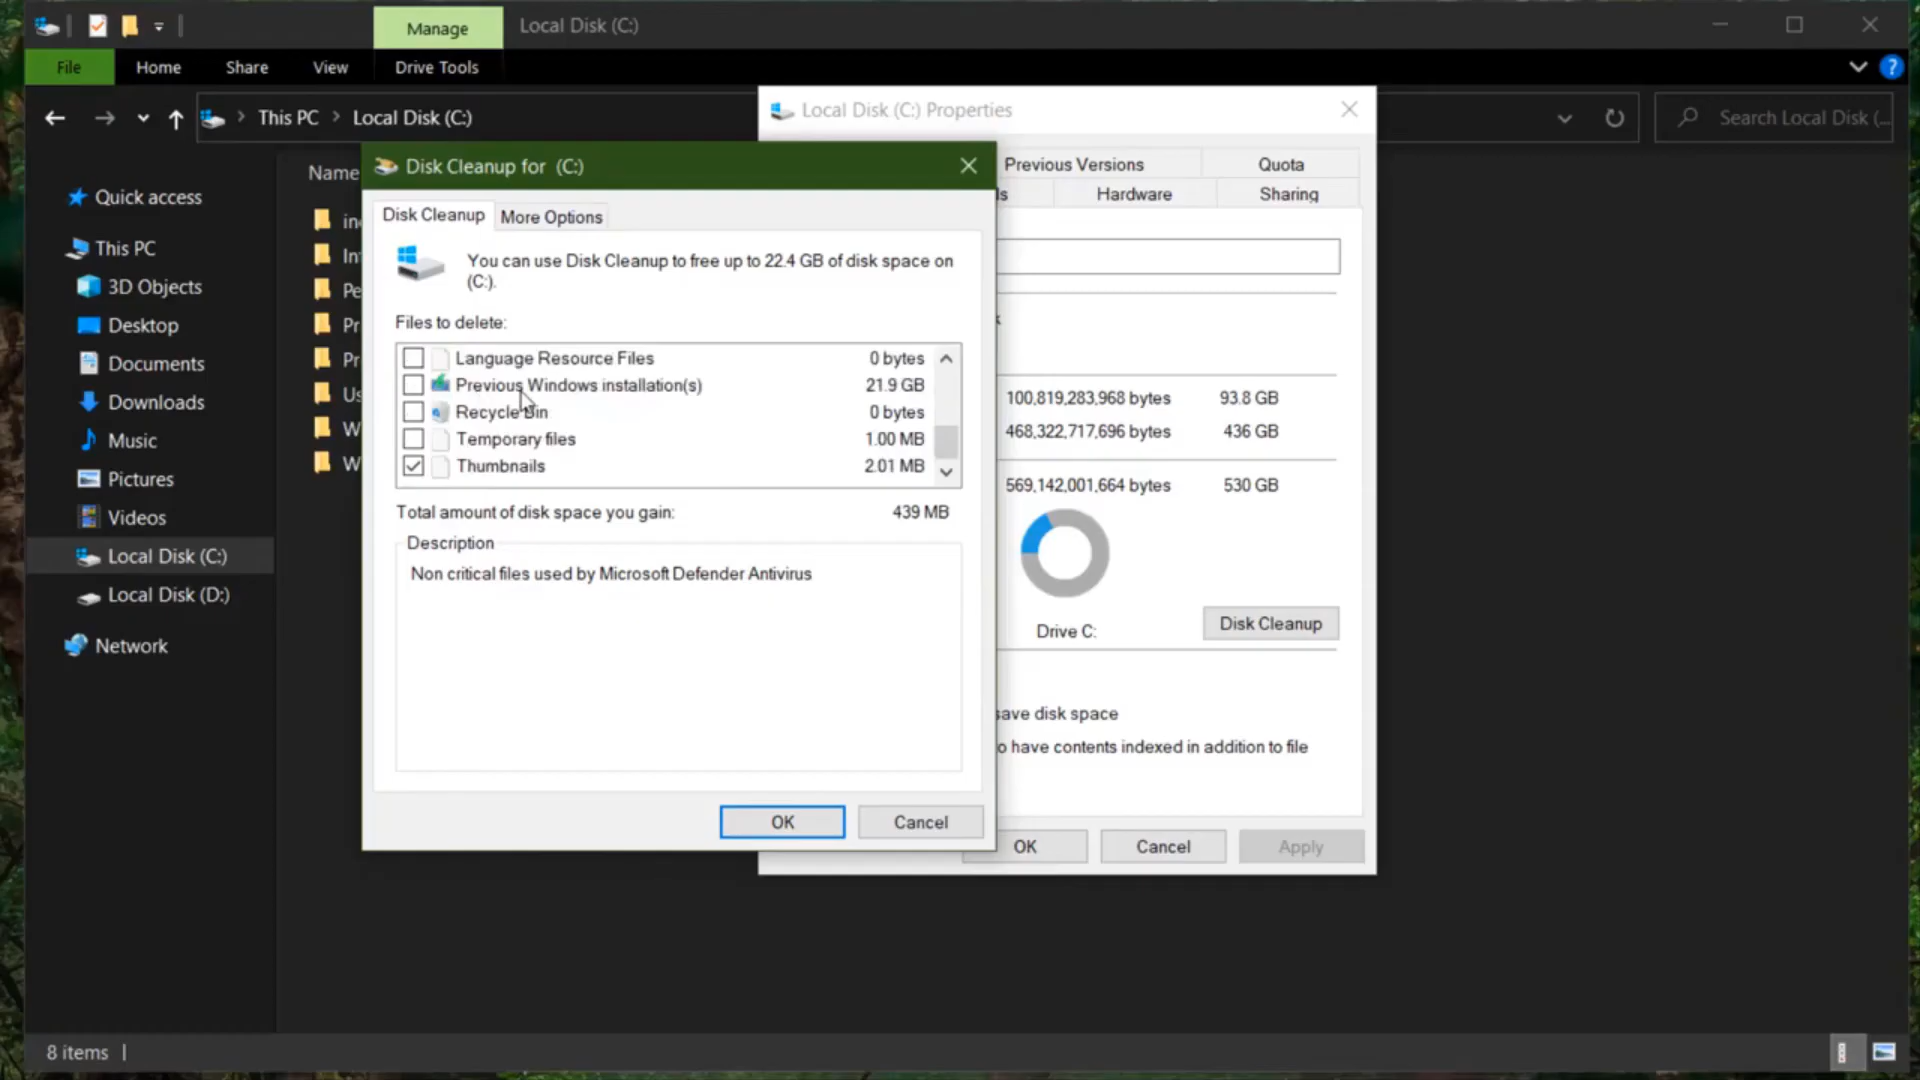 Manage
Local Disk (C:)
File
Home
Share
View
Drive Tools
This PC
Local Disk (C:)
Search Local Disk (...
Quick access
This PC
3D Objects
Desktop
Documents
Downloads
Music
Pictures
Videos
Local Disk (C:)
Local Disk (D:)
Network
Name
Pe
Pr
Pr
Us
W
W
Local Disk (C:) Properties
Previous Versions
Quota
ls
Hardware
Sharing
100,819,283,968 bytes 93.8 GB
468,322,717,696 bytes 436 GB
569,142,001,664 bytes 530 GB
Drive C:
Disk Cleanup
save disk space
o have contents indexed in addition to file
OK
Cancel
Apply
Disk Cleanup for (C:)
Disk Cleanup
More Options
You can use Disk Cleanup to free up to 22.4 GB of disk space on
(C:).
Files to delete:
Language Resource Files 0 bytes
Previous Windows installation(s) 21.9 GB
Recycle Bin 0 bytes
Temporary files 1.00 MB
Thumbnails 2.01 MB
Total amount of disk space you gain: 439 MB
Description
Non critical files used by Microsoft Defender Antivirus
OK
Cancel
8 items